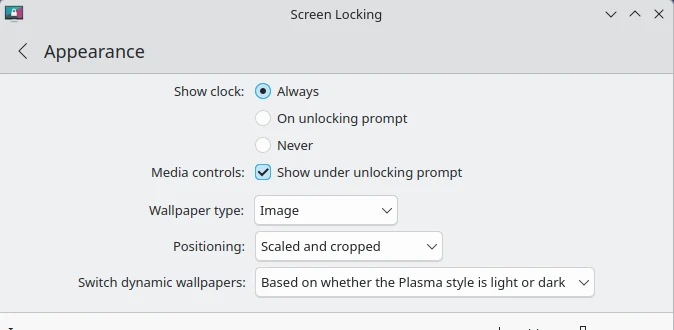 Screen Locking
Appearance
Show clock: Always
On unlocking prompt
Never
Media controls: Show under unlocking prompt
Wallpaper type: Image
Positioning: Scaled and cropped
Switch dynamic wallpapers: Based on whether the Plasma style is light or dark